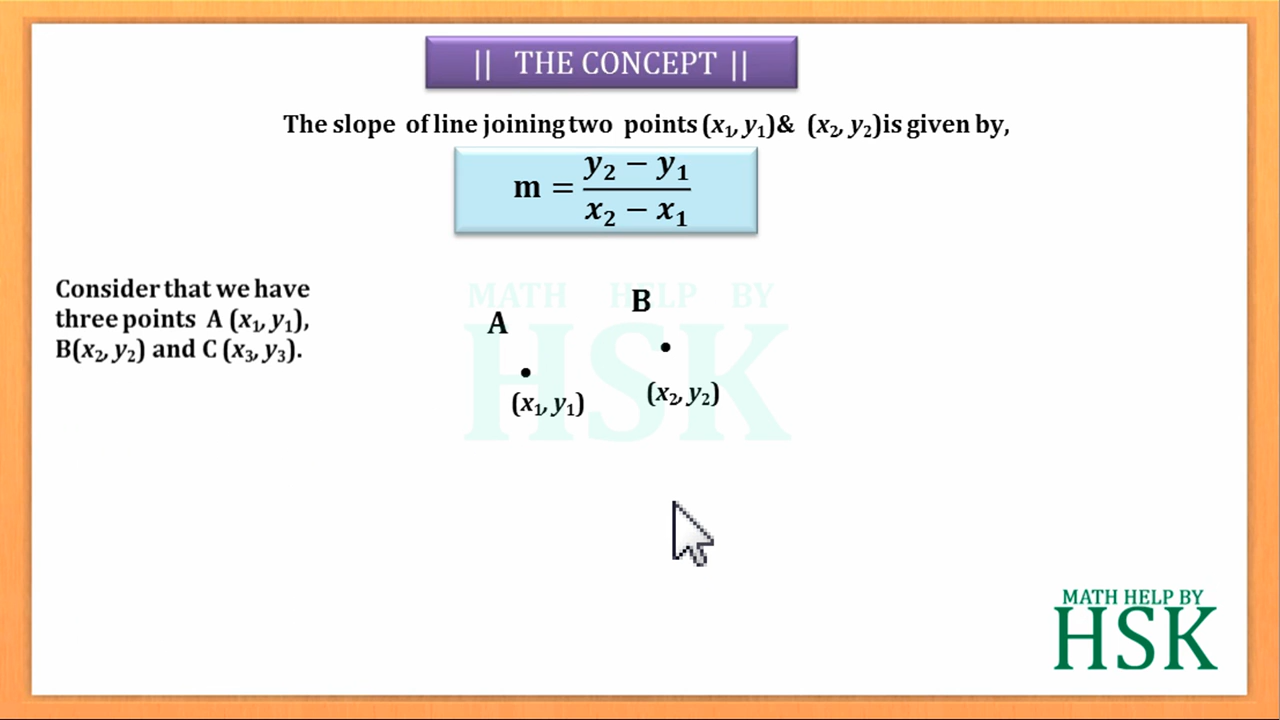 || THE CONCEPT ||
The slope of line joining two points (x₁, y₁)& (x₂, y₂)is given by,
m = y₂ − y₁ / x₂ − x₁
Consider that we have
three points A (x₁, y₁),
B(x₂, y₂) and C (x₃, y₃).
MATH HELP BY
HSK
A
B
(x₁, y₁)
(x₂, y₂)
MATH HELP BY
HSK